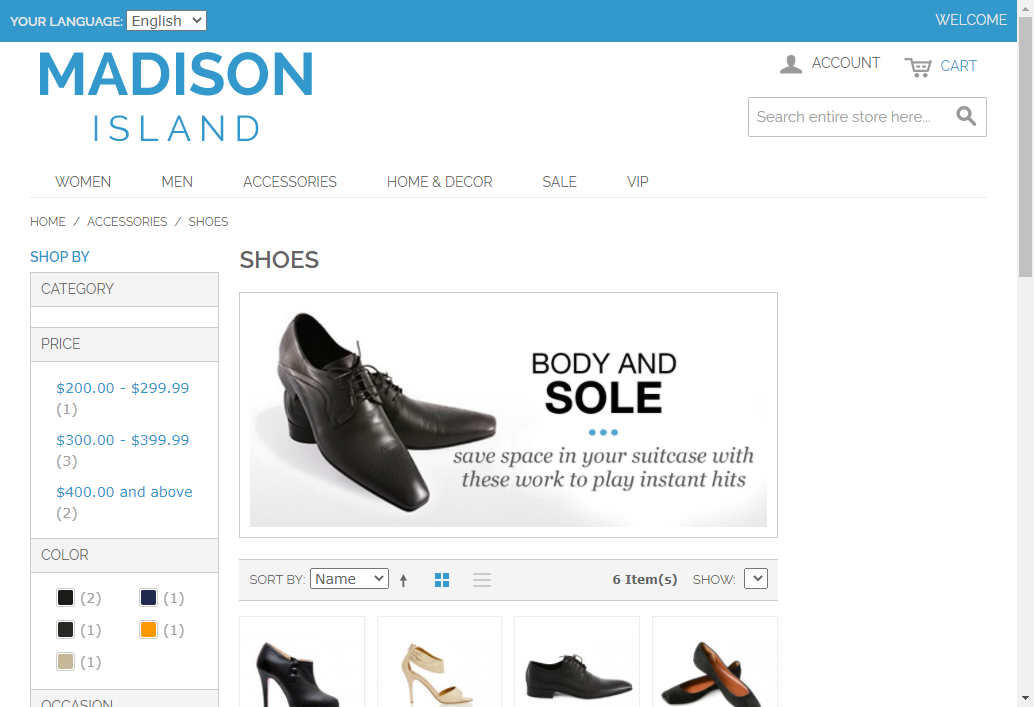 YOUR LANGUAGE: English
WELCOME
MADISON
ISLAND
ACCOUNT
CART
Search entire store here...
WOMEN
MEN
ACCESSORIES
HOME & DECOR
SALE
VIP
HOME / ACCESSORIES / SHOES
SHOP BY
CATEGORY
PRICE
$200.00 - $299.99
(1)
$300.00 - $399.99
(3)
$400.00 and above
(2)
COLOR
(2)
(1)
(1)
(1)
(1)
OCCASION
SHOES
BODY AND
SOLE
save space in your suitcase with
these work to play instant hits
SORT BY: Name
6 Item(s)
SHOW: